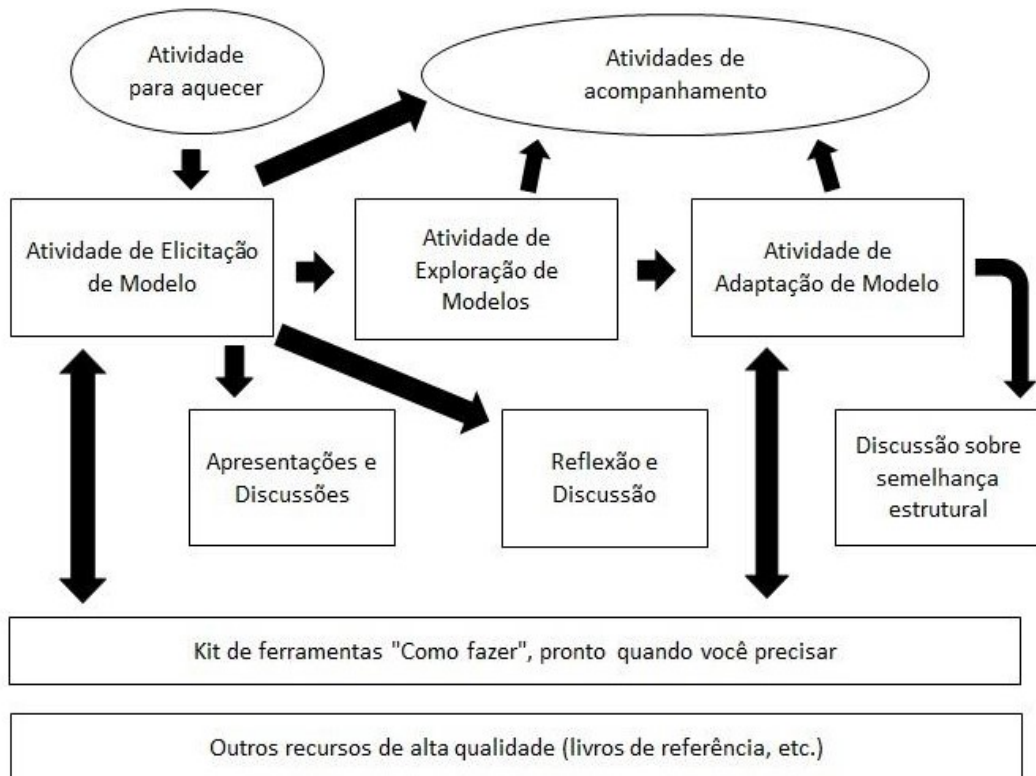 Atividade
para aquecer
Atividades de
acompanhamento
Atividade de Elicitação
de Modelo
Atividade de
Exploração de
Modelos
Atividade de
Adaptação de Modelo
Apresentações e
Discussões
Reflexão e
Discussão
Discussão sobre
semelhança
estrutural
Kit de ferramentas "Como fazer", pronto quando você precisar
Outros recursos de alta qualidade (livros de referência, etc.)